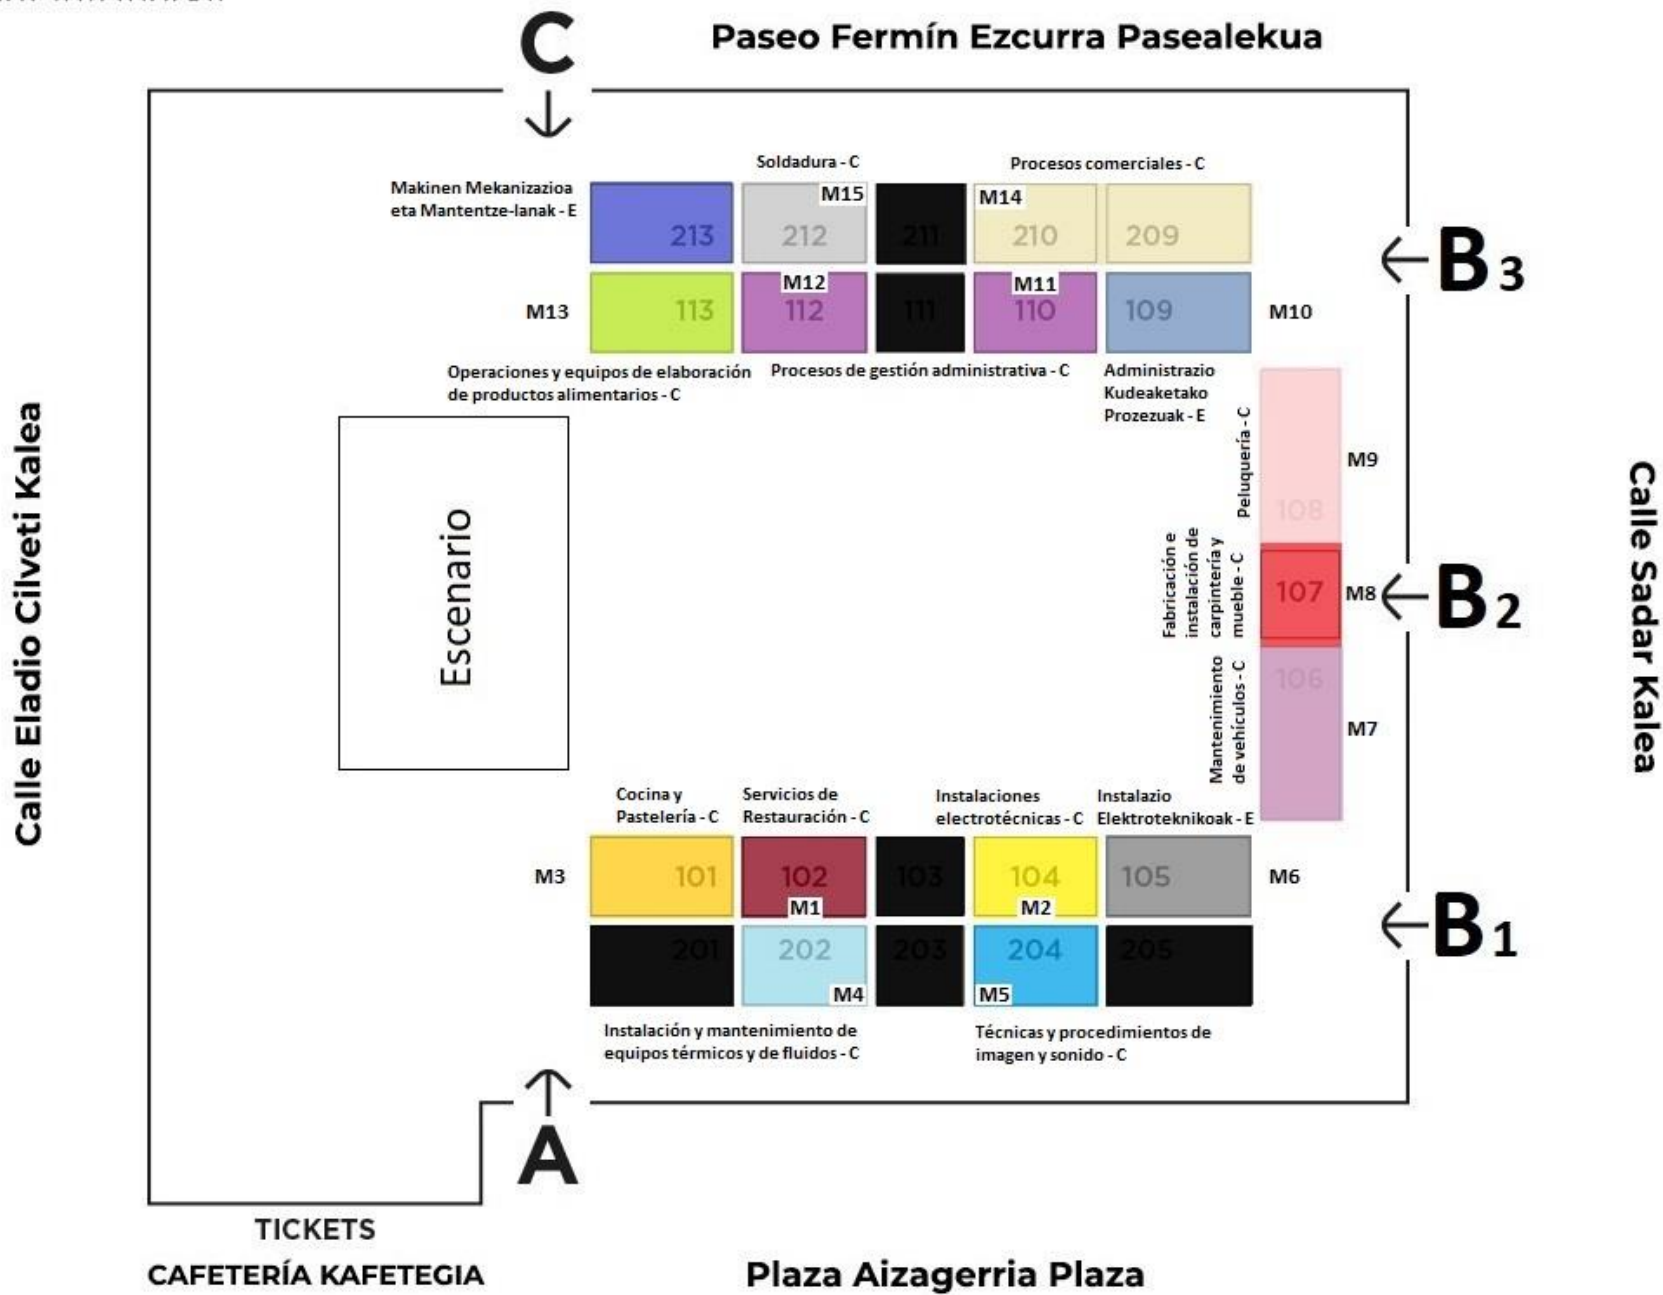 C
Paseo Fermín Ezcurra Pasealekua
Soldadura - C
Procesos comerciales - C
Makinen Mekanizazioa
eta Mantentze-lanak - E
M15
M14
213
212
211
210
209
B3
M12
M11
M13
113
112
111
110
109
M10
Operaciones y equipos de elaboración
de productos alimentarios - C
Procesos de gestión administrativa - C
Administrazio
Kudeaketako
Prozezuak - E
Calle Eladio Cilveti Kalea
Escenario
Peluquería - C
108
M9
Fabricación e
instalación de
carpintería y
mueble - C
107
M8
B2
Calle Sadar Kalea
Mantenimiento
de vehículos - C
106
M7
Cocina y
Pastelería - C
Servicios de
Restauración - C
Instalaciones
electrotécnicas - C
Instalazio
Elektroteknikoak - E
M3
101
102
103
104
105
M6
M1
M2
B1
201
202
203
204
205
M4
M5
Instalación y mantenimiento de
equipos térmicos y de fluidos - C
Técnicas y procedimientos de
imagen y sonido - C
A
TICKETS
CAFETERÍA KAFETEGIA
Plaza Aizagerria Plaza